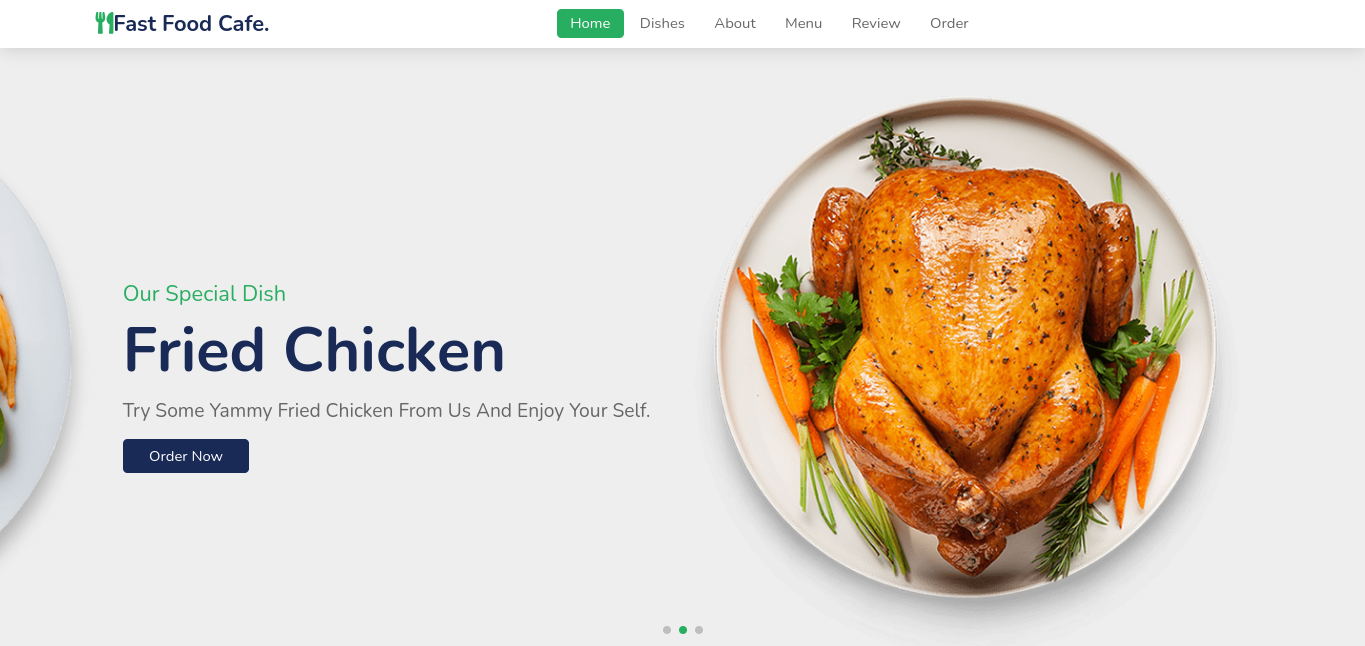 Fast Food Cafe.
Home Dishes About Menu Review Order
Our Special Dish
Fried Chicken
Try Some Yammy Fried Chicken From Us And Enjoy Your Self.
Order Now